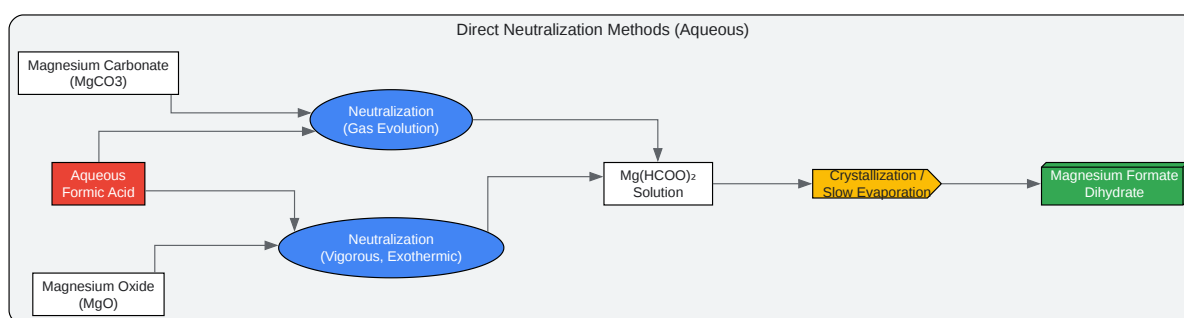 Direct Neutralization Methods (Aqueous)
Magnesium Carbonate
(MgCO3)
Neutralization
(Gas Evolution)
Aqueous
Formic Acid
Mg(HCOO)₂
Solution
Crystallization /
Slow Evaporation
Magnesium Formate
Dihydrate
Neutralization
(Vigorous, Exothermic)
Magnesium Oxide
(MgO)